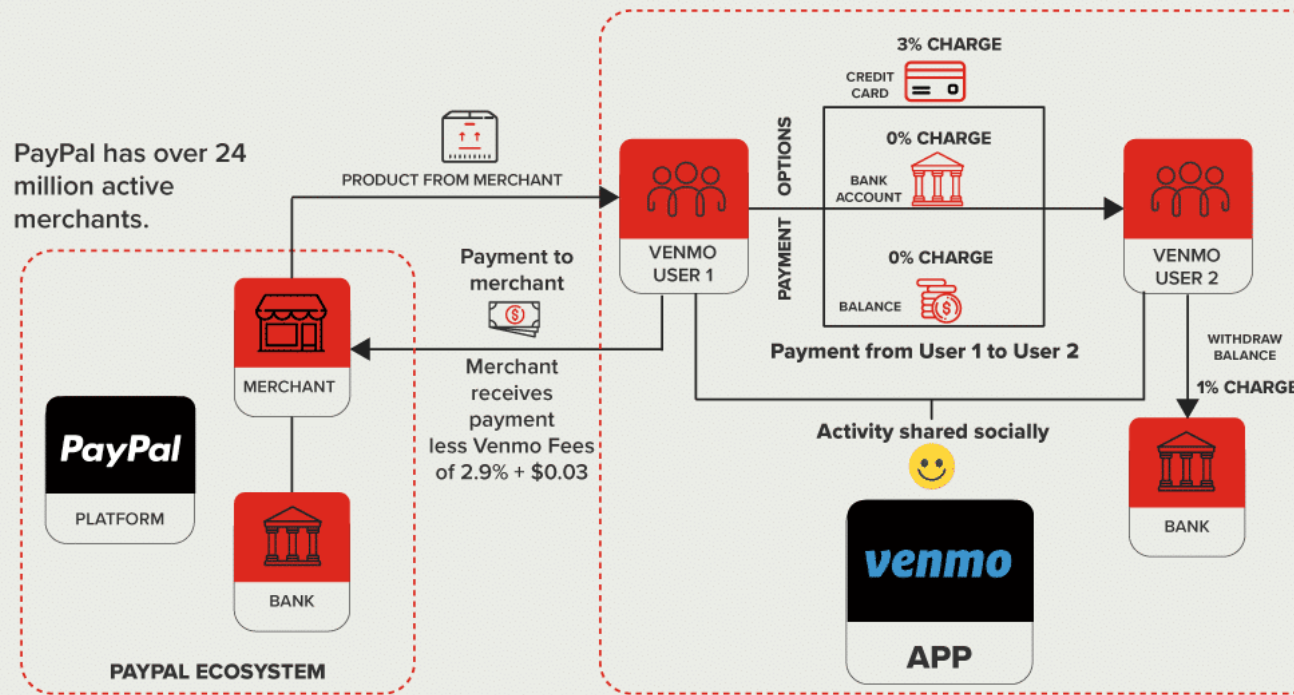 PayPal has over 24
million active
merchants.
PRODUCT FROM MERCHANT
Payment to
merchant
Merchant
receives
payment
less Venmo Fees
of 2.9% + $0.03
MERCHANT
PayPal
PLATFORM
BANK
PAYPAL ECOSYSTEM
VENMO
USER 1
PAYMENT OPTIONS
3% CHARGE
CREDIT
CARD
0% CHARGE
BANK
ACCOUNT
0% CHARGE
BALANCE
Payment from User 1 to User 2
VENMO
USER 2
WITHDRAW
BALANCE
1% CHARGE
BANK
Activity shared socially
venmo
APP